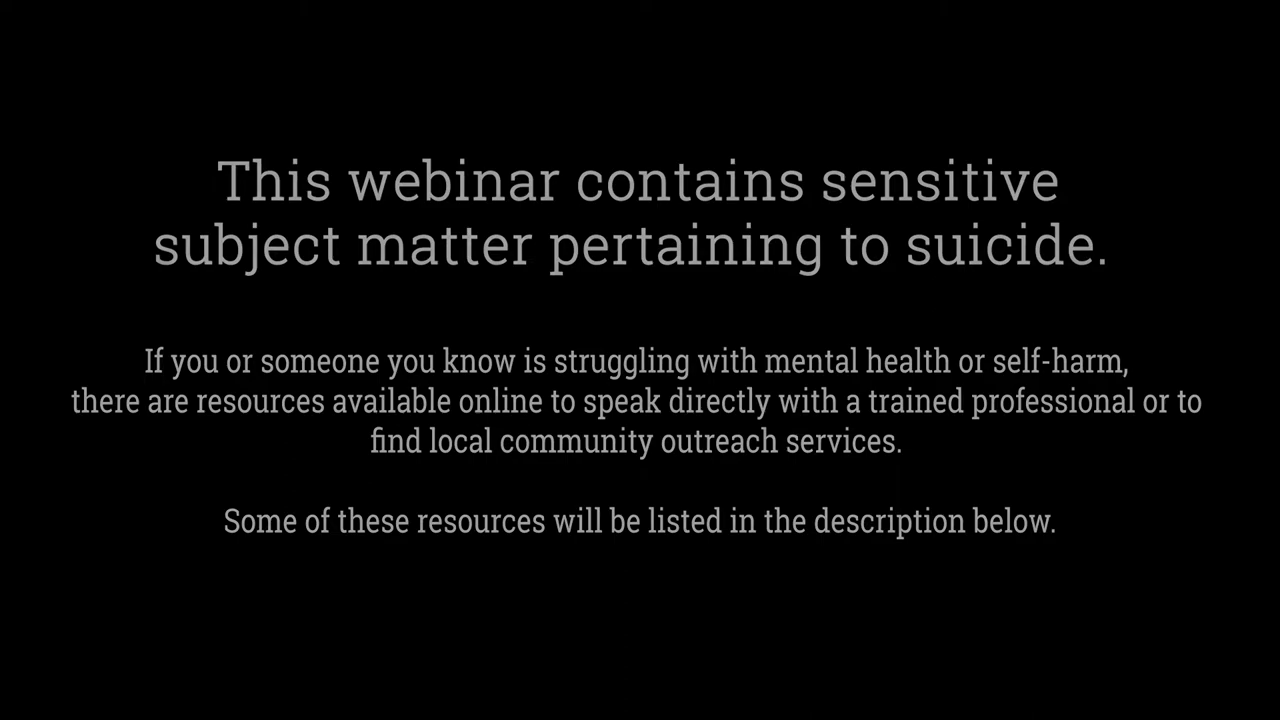 This webinar contains sensitive
subject matter pertaining to suicide.
If you or someone you know is struggling with mental health or self-harm,
there are resources available online to speak directly with a trained professional or to
find local community outreach services.
Some of these resources will be listed in the description below.